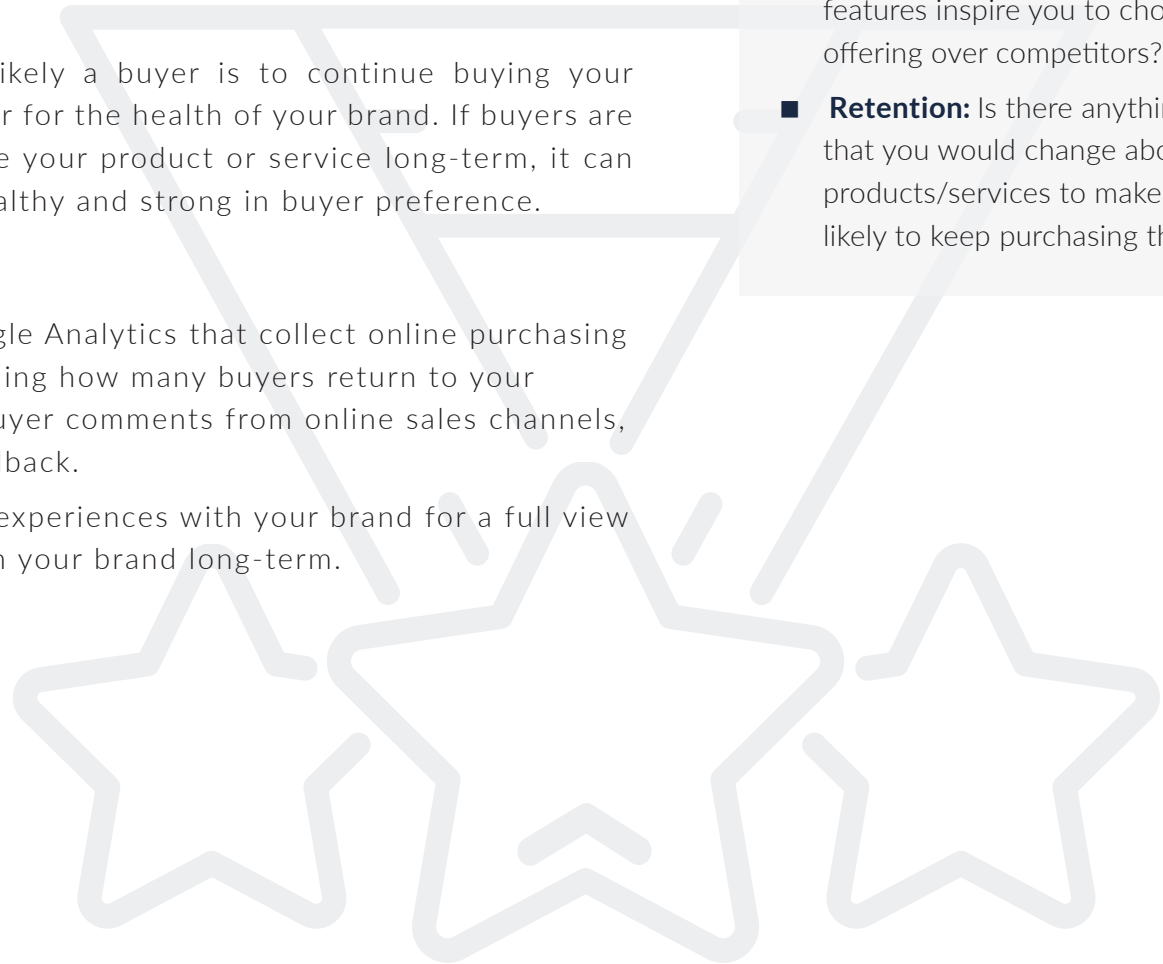 ikely a buyer is to continue buying your
r for the health of your brand. If buyers are
e your product or service long-term, it can
althy and strong in buyer preference.
gle Analytics that collect online purchasing
ing how many buyers return to your
uyer comments from online sales channels,
dback.
experiences with your brand for a full view
n your brand long-term.
features inspire you to cho
offering over competitors?
■ Retention: Is there anythin
that you would change abo
products/services to make
likely to keep purchasing th